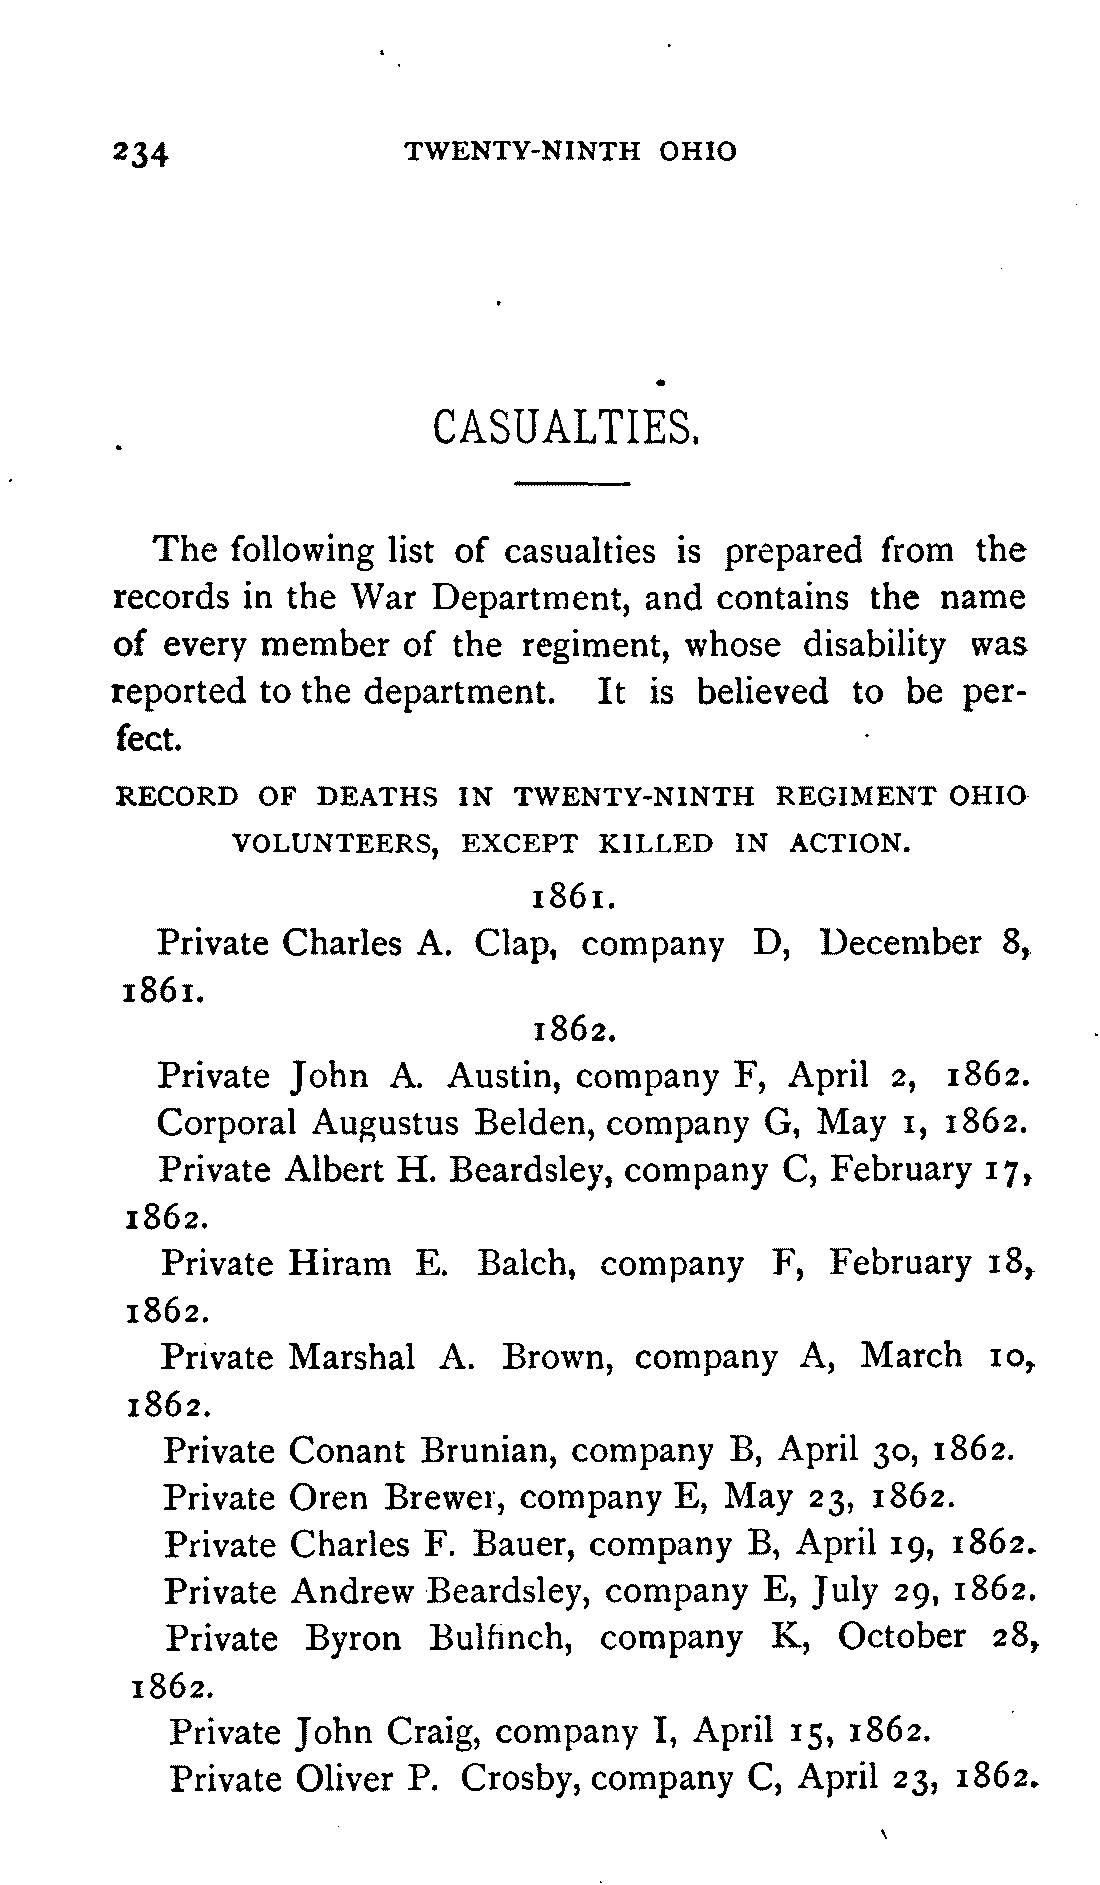 234 TWENTY-NINTH OHIO
CASUALTIES.
The following list of casualties is prepared from the
records in the War Department, and contains the name
of every member of the regiment, whose disability was
reported to the department. It is believed to be per-
fect.
RECORD OF DEATHS IN TWENTY-NINTH REGIMENT OHIO
VOLUNTEERS, EXCEPT KILLED IN ACTION.
1861.
Private Charles A. Clap, company D, December 8,
1861.
1862.
Private John A. Austin, company F, April 2, 1862.
Corporal Augustus Belden, company G, May 1, 1862.
Private Albert H. Beardsley, company C, February 17,
1862.
Private Hiram E. Balch, company F, February 18,
1862.
Private Marshal A. Brown, company A, March 10,
1862.
Private Conant Brunian, company B, April 30, 1862.
Private Oren Brewer, company E, May 23, 1862.
Private Charles F. Bauer, company B, April 19, 1862.
Private Andrew Beardsley, company E, July 29, 1862.
Private Byron Bulfinch, company K, October 28,
1862.
Private John Craig, company I, April 15, 1862.
Private Oliver P. Crosby, company C, April 23, 1862.